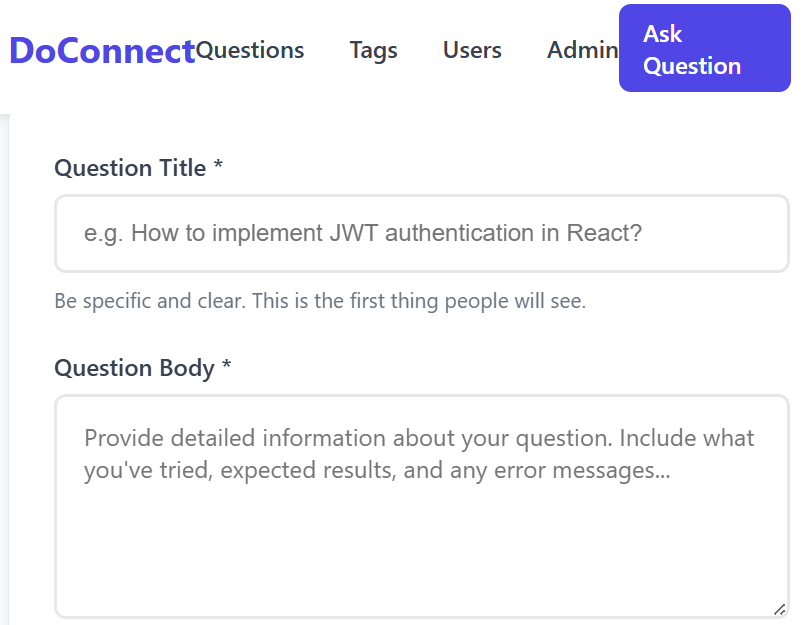 DoConnect Questions Tags Users Admin
Ask
Question
Question Title *
e.g. How to implement JWT authentication in React?
Be specific and clear. This is the first thing people will see.
Question Body *
Provide detailed information about your question. Include what
you've tried, expected results, and any error messages...